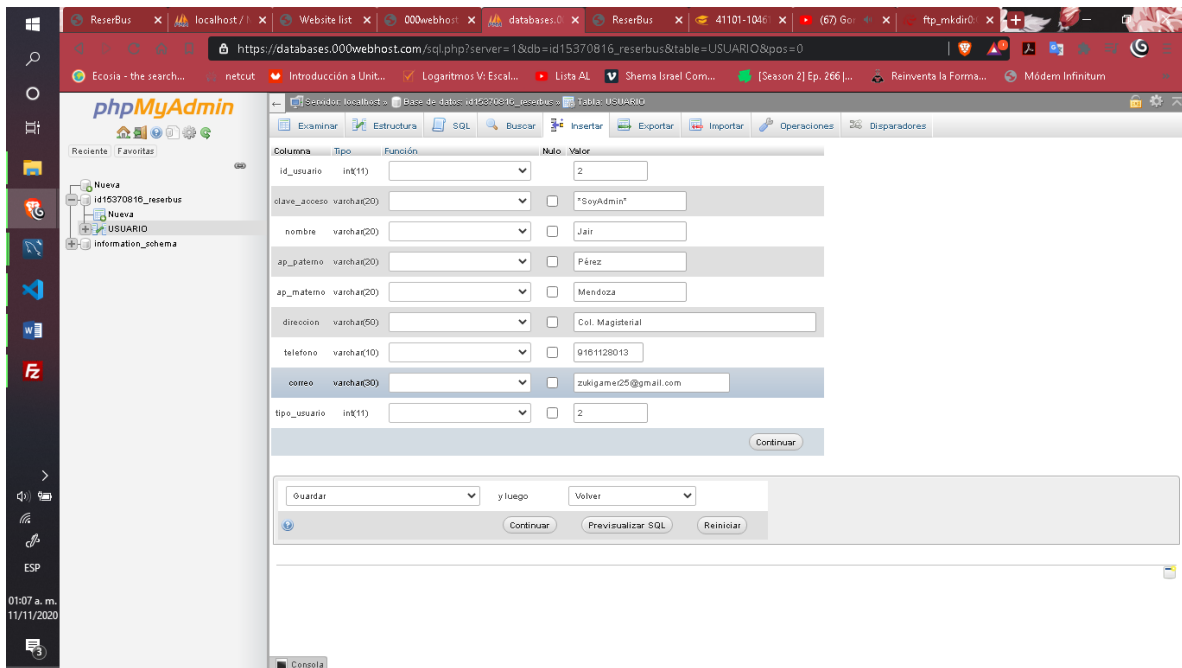 ReserBus
localhost /
Website list
000webhost
databases.0
ReserBus
41101-1046
(67) Gor
ftp_mkdir0:
https://databases.000webhost.com/sql.php?server=1&db=id15370816_reserbus&table=USUARIO&pos=0
Ecosia - the search... netcut Introducción a Unit... Logaritmos V: Escal... Lista AL Shema Israel Com... [Season 2] Ep. 266 |... Reinventa la Forma... Módem Infinitum
phpMyAdmin
Reciente Favoritas
Nueva
id15370816_reserbus
Nueva
USUARIO
information_schema
Servidor: localhost » Base de datos: id15370816_reserbus » Tabla: USUARIO
Examinar Estructura SQL Buscar Insertar Exportar Importar Operaciones Disparadores
Columna Tipo Función Nulo Valor
id_usuario int(11) 2
clave_acceso varchar(20) "SoyAdmin"
nombre varchar(20) Jair
ap_paterno varchar(20) Pérez
ap_materno varchar(20) Mendoza
direccion varchar(50) Col. Magisterial
telefono varchar(10) 9161128013
correo varchar(30) zukigamer25@gmail.com
tipo_usuario int(11) 2
Continuar
Guardar y luego Volver
Continuar Previsualizar SQL Reiniciar
Consola
ESP
01:07 a. m.
11/11/2020
3